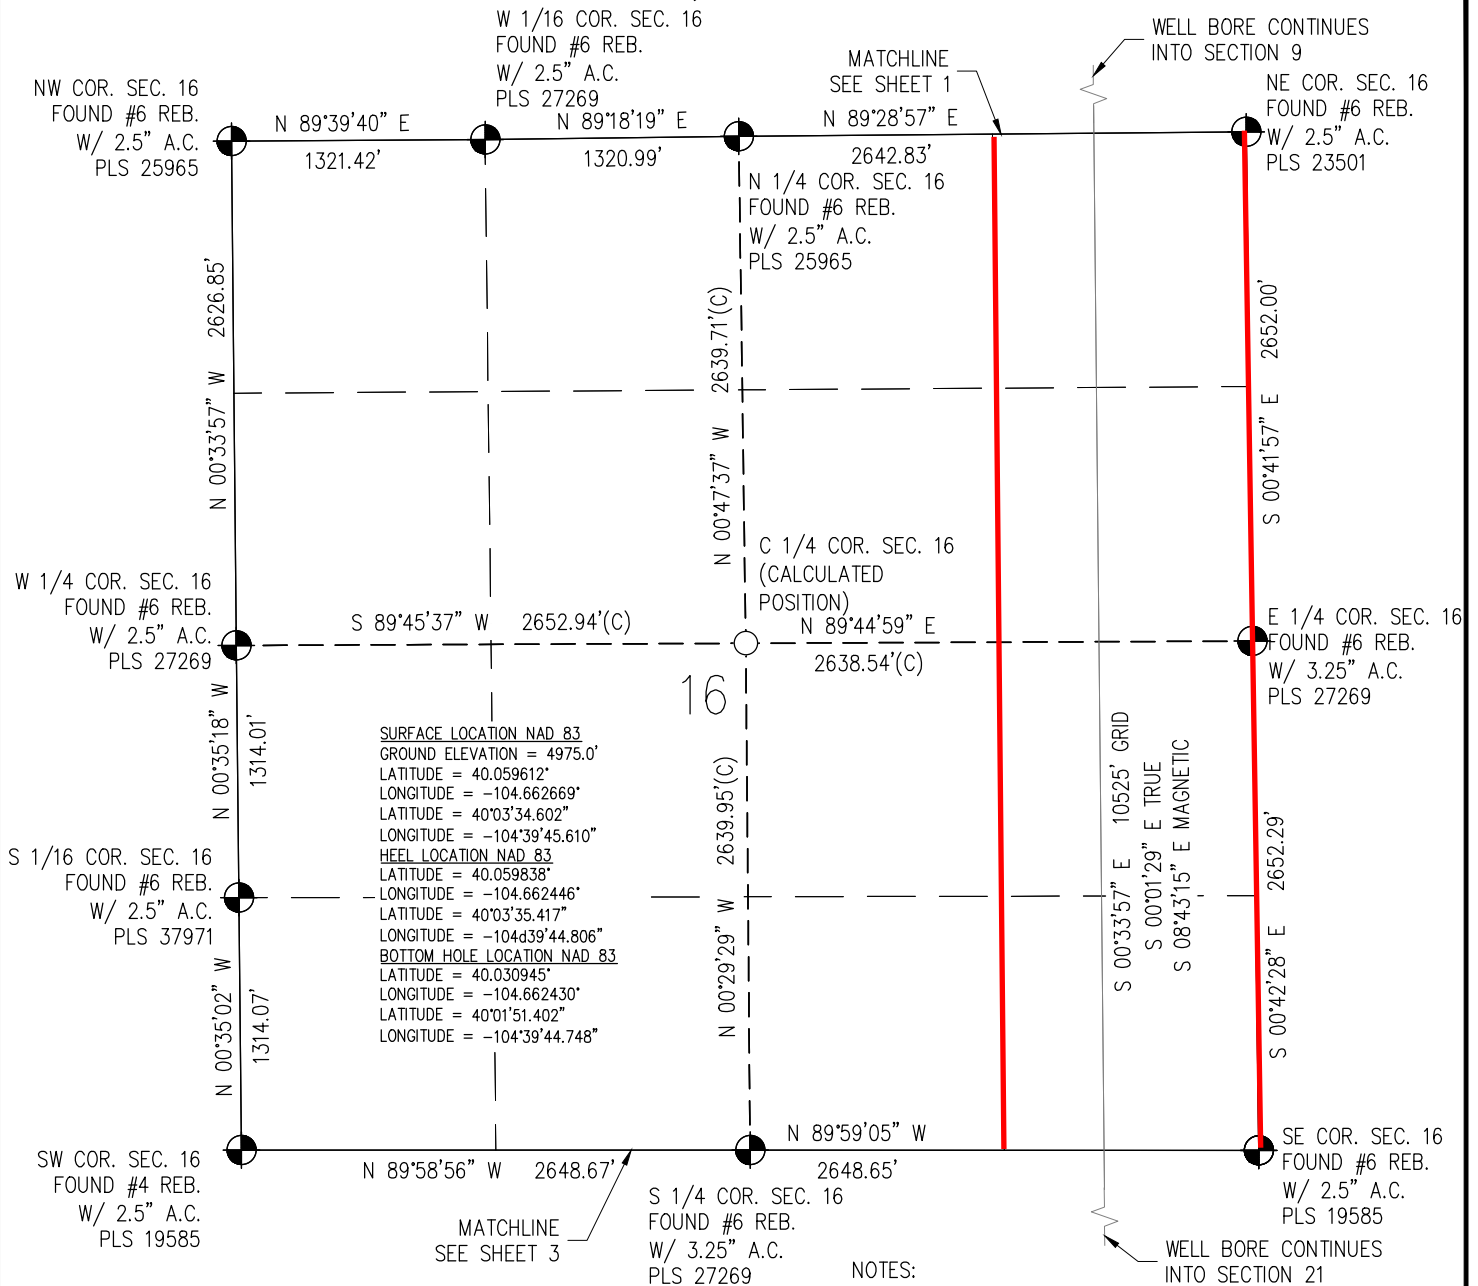 W 1/16 COR. SEC. 16
FOUND #6 REB.
W/ 2.5" A.C.
PLS 27269
WELL BORE CONTINUES
INTO SECTION 9
MATCHLINE
SEE SHEET 1
NW COR. SEC. 16
FOUND #6 REB.
W/ 2.5" A.C.
PLS 25965
NE COR. SEC. 16
FOUND #6 REB.
W/ 2.5" A.C.
PLS 23501
N 89°39'40" E
1321.42'
N 89°18'19" E
1320.99'
N 89°28'57" E
2642.83'
N 1/4 COR. SEC. 16
FOUND #6 REB.
W/ 2.5" A.C.
PLS 25965
N 00°33'57" W 2626.85'
N 00°47'37" W 2639.71'(C)
S 00°41'57" E 2652.00'
C 1/4 COR. SEC. 16
(CALCULATED
POSITION)
W 1/4 COR. SEC. 16
FOUND #6 REB.
W/ 2.5" A.C.
PLS 27269
S 89°45'37" W 2652.94'(C)
N 89°44'59" E
2638.54'(C)
E 1/4 COR. SEC. 16
FOUND #6 REB.
W/ 3.25" A.C.
PLS 27269
16
N 00°35'18" W
1314.01'
SURFACE LOCATION NAD 83
GROUND ELEVATION = 4975.0'
LATITUDE = 40.059612°
LONGITUDE = -104.662669°
LATITUDE = 40°03'34.602"
LONGITUDE = -104°39'45.610"
HEEL LOCATION NAD 83
LATITUDE = 40.059838°
LONGITUDE = -104.662446°
LATITUDE = 40°03'35.417"
LONGITUDE = -104d39'44.806"
BOTTOM HOLE LOCATION NAD 83
LATITUDE = 40.030945°
LONGITUDE = -104.662430°
LATITUDE = 40°01'51.402"
LONGITUDE = -104°39'44.748"
N 00°29'29" W 2639.95'(C)
S 00°33'57" E 10525' GRID
S 00°01'29" E TRUE
S 08°43'15" E MAGNETIC
S 00°42'28" E 2652.29'
S 1/16 COR. SEC. 16
FOUND #6 REB.
W/ 2.5" A.C.
PLS 37971
N 00°35'02" W
1314.07'
SW COR. SEC. 16
FOUND #4 REB.
W/ 2.5" A.C.
PLS 19585
N 89°58'56" W 2648.67'
N 89°59'05" W
2648.65'
SE COR. SEC. 16
FOUND #6 REB.
W/ 2.5" A.C.
PLS 19585
MATCHLINE
SEE SHEET 3
S 1/4 COR. SEC. 16
FOUND #6 REB.
W/ 3.25" A.C.
PLS 27269
NOTES:
WELL BORE CONTINUES
INTO SECTION 21